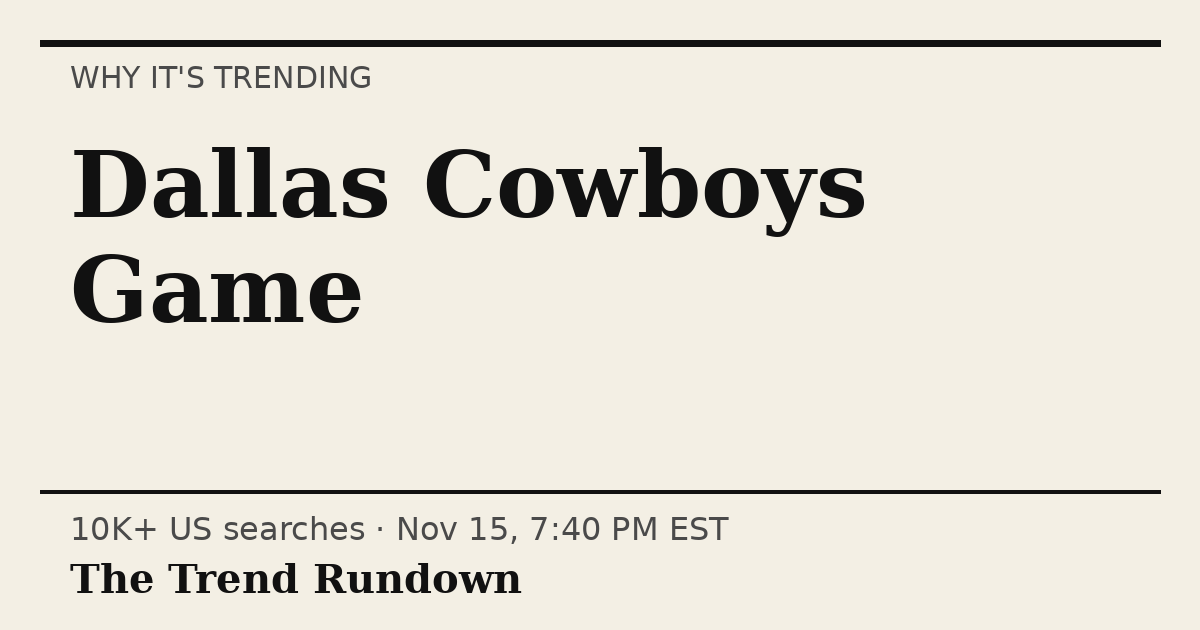 WHY IT'S TRENDING
Dallas Cowboys
Game
10K+ US searches · Nov 15, 7:40 PM EST
The Trend Rundown